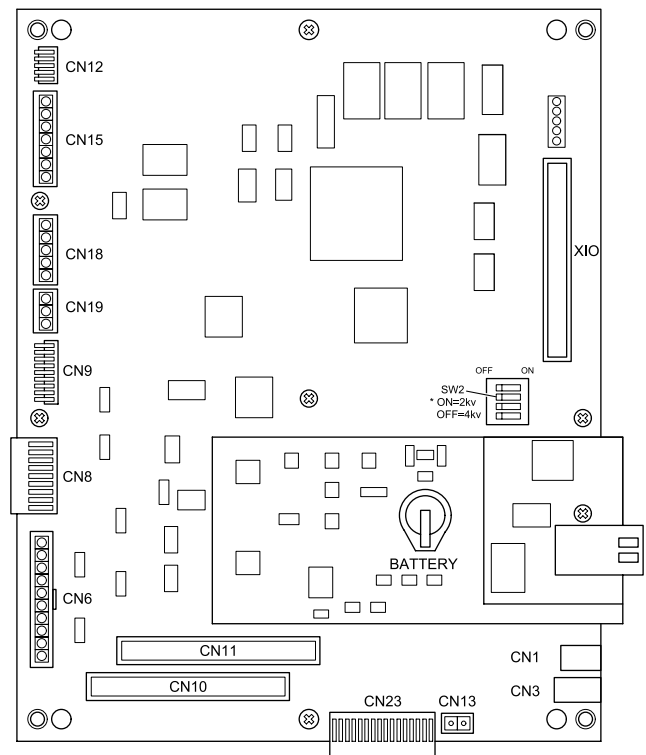 CN12
CN15
CN18
XIO
CN19
CN9
OFF ON
SW2
* ON=2kv
OFF=4kv
CN8
BATTERY
CN6
CN11
CN1
CN10
CN3
CN23 CN13